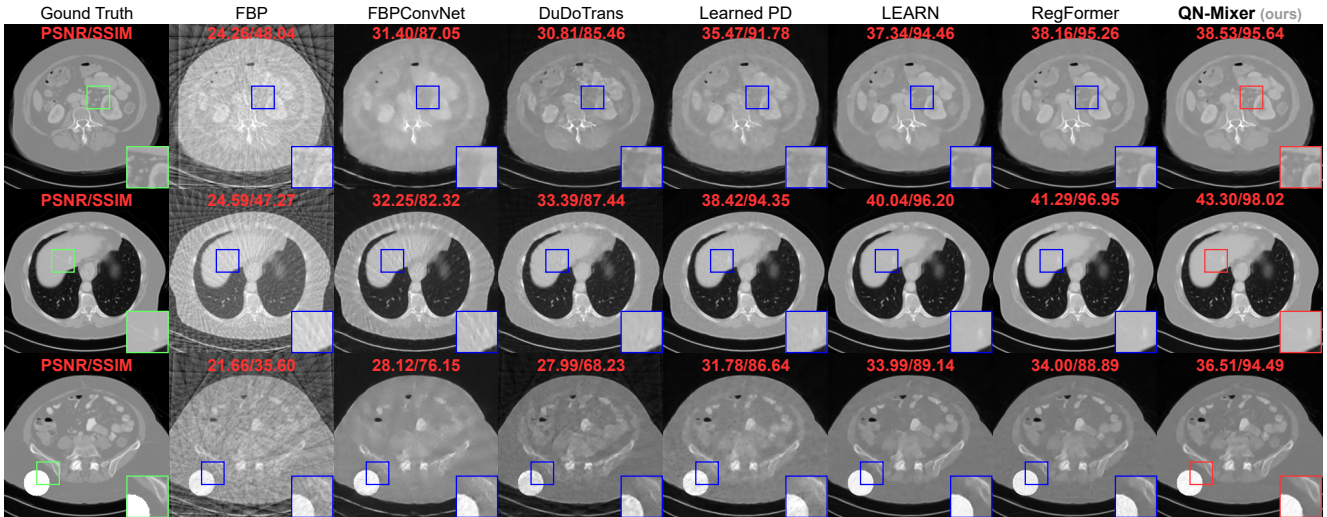 Gound Truth FBP FBPConvNet DuDoTrans Learned PD LEARN RegFormer QN-Mixer (ours)
PSNR/SSIM 24.26/48.04 31.40/87.05 30.81/85.46 35.47/91.78 37.34/94.46 38.16/95.26 38.53/95.64
PSNR/SSIM 24.59/47.27 32.25/82.32 33.39/87.44 38.42/94.35 40.04/96.20 41.29/96.95 43.30/98.02
PSNR/SSIM 21.66/35.60 28.12/76.15 27.99/68.23 31.78/86.64 33.99/89.14 34.00/88.89 36.51/94.49